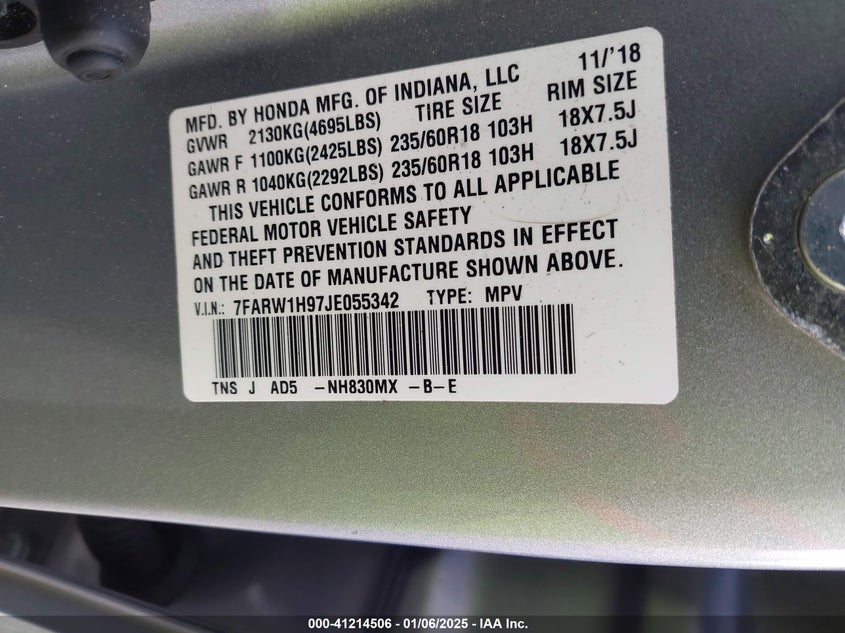 MFD. BY HONDA MFG. OF INDIANA, LLC 11/'18
GVWR 2130KG(4695LBS) TIRE SIZE RIM SIZE
GAWR F 1100KG(2425LBS) 235/60R18 103H 18X7.5J
GAWR R 1040KG(2292LBS) 235/60R18 103H 18X7.5J
THIS VEHICLE CONFORMS TO ALL APPLICABLE
FEDERAL MOTOR VEHICLE SAFETY
AND THEFT PREVENTION STANDARDS IN EFFECT
ON THE DATE OF MANUFACTURE SHOWN ABOVE.
V.I.N.: 7FARW1H97JE055342 TYPE: MPV
TNS J AD5 -NH830MX -B-E
000-41214506 - 01/06/2025 - IAA Inc.